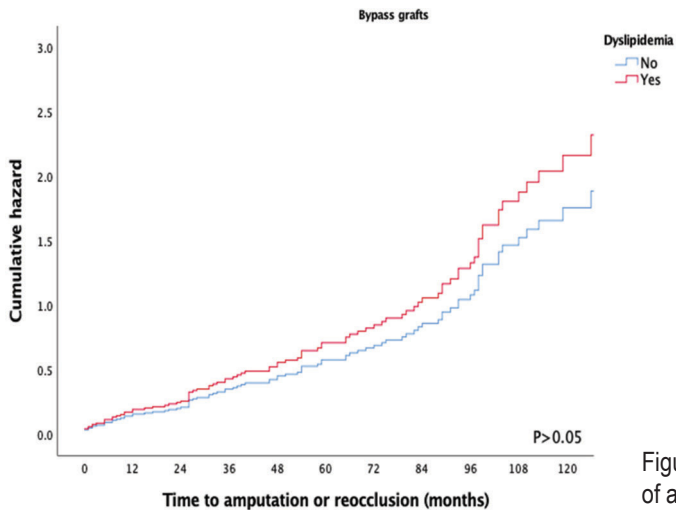 Bypass grafts
Dyslipidemia
No
Yes
3.0
2.5
2.0
1.5
1.0
0.5
0.0
Cumulative hazard
P>0.05
0 12 24 36 48 60 72 84 96 108 120
Time to amputation or reocclusion (months)
of a